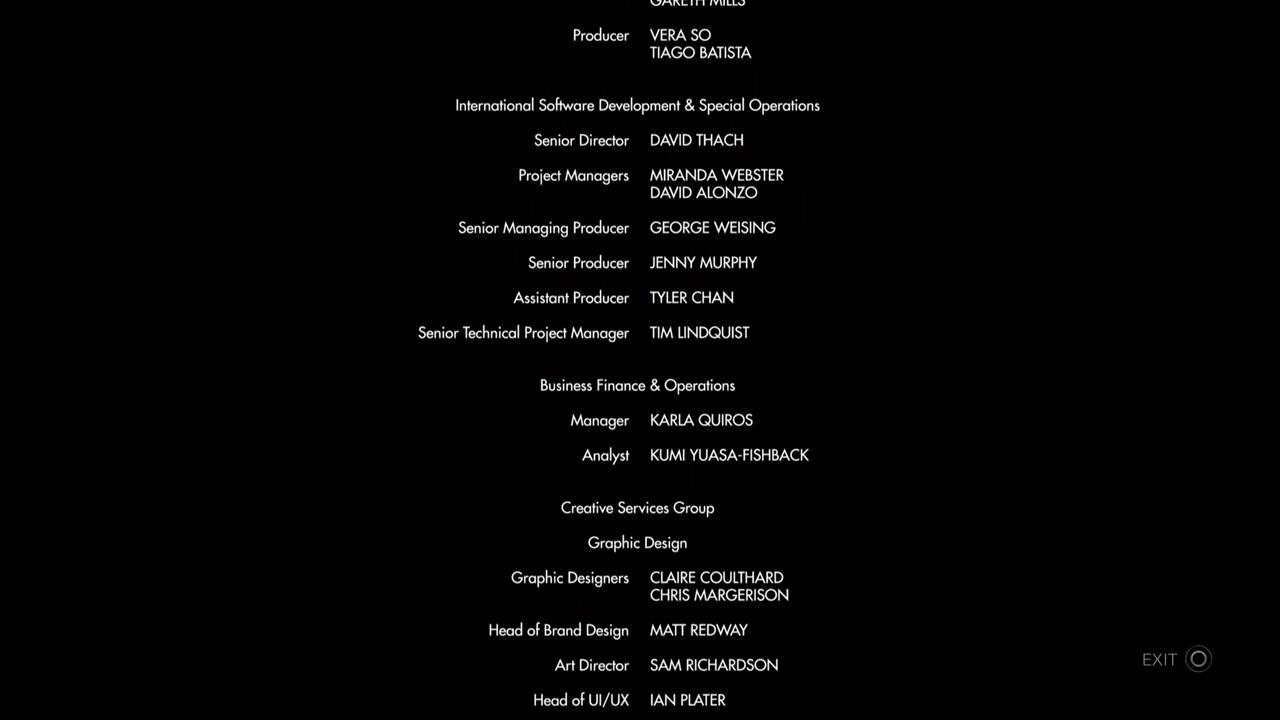 GARETH MILLS
Producer VERA SO
TIAGO BATISTA
International Software Development & Special Operations
Senior Director DAVID THACH
Project Managers MIRANDA WEBSTER
DAVID ALONZO
Senior Managing Producer GEORGE WEISING
Senior Producer JENNY MURPHY
Assistant Producer TYLER CHAN
Senior Technical Project Manager TIM LINDQUIST
Business Finance & Operations
Manager KARLA QUIROS
Analyst KUMI YUASA-FISHBACK
Creative Services Group
Graphic Design
Graphic Designers CLAIRE COULTHARD
CHRIS MARGERISON
Head of Brand Design MATT REDWAY
Art Director SAM RICHARDSON
EXIT
Head of UI/UX IAN PLATER